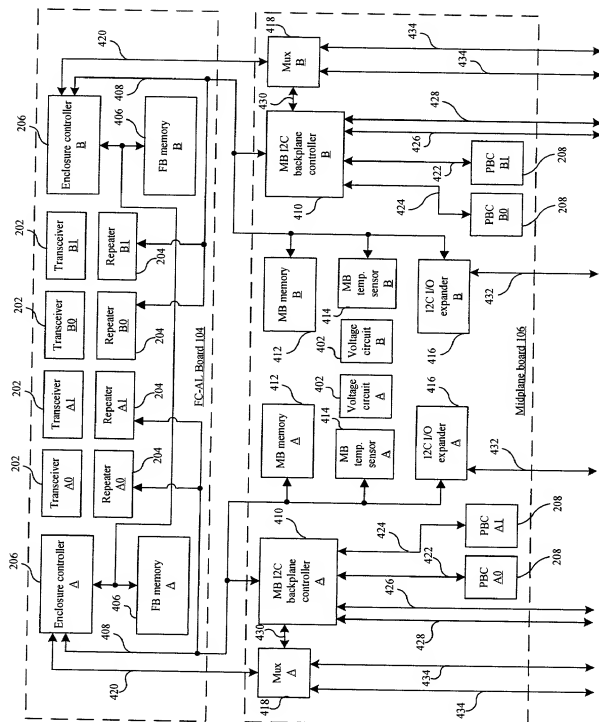 420
408
206
Enclosure controller
B
406
FB memory
B
202
Transceiver
B1
Repeater
B1
204
202
Transceiver
B0
Repeater
B0
204
202
Transceiver
A1
Repeater
A1
204
202
Transceiver
A0
Repeater
A0
204
206
Enclosure controller
A
FB memory
A
406
408
420
FC-AL Board 104
418
Mux
B
430
434
434
MB I2C
backplane
controller
B
410
428
426
422
424
PBC
B1
208
PBC
B0
208
MB memory
B
412
MB temp.
sensor
B
414
I2C I/O
expander
B
416
432
Voltage
circuit
B
402
Voltage
circuit
A
402
412
MB memory
A
414
MB temp.
sensor
A
416
I2C I/O
expander
A
432
Midplane board 106
410
MB I2C
backplane
controller
A
424
422
PBC
A1
208
PBC
A0
208
426
428
430
Mux
A
418
434
434